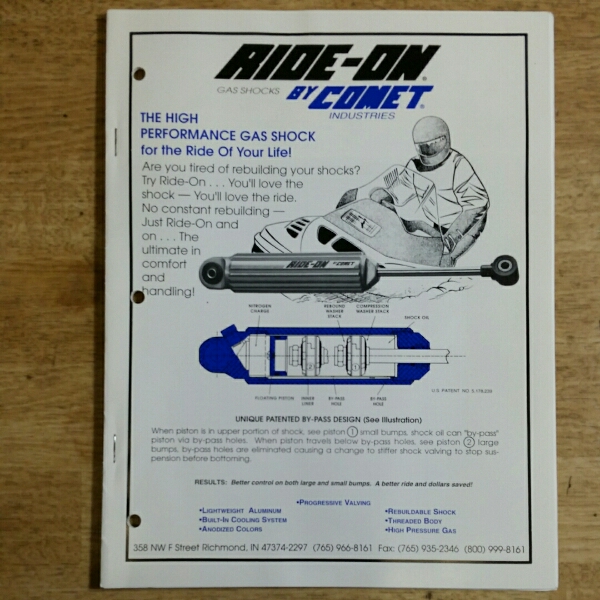 RIDE-ON®
GAS SHOCKS BY COMET®
INDUSTRIES
THE HIGH
PERFORMANCE GAS SHOCK
for the Ride Of Your Life!
Are you tired of rebuilding your shocks?
Try Ride-On . . . You'll love the
shock — You'll love the ride.
No constant rebuilding —
Just Ride-On and
on . . . The
ultimate in
comfort
and
handling!
RIDE-ON BY COMET
NITROGEN
CHARGE
REBOUND
WASHER
STACK
COMPRESSION
WASHER STACK
SHOCK OIL
FLOATING PISTON
INNER
LINER
BY-PASS
HOLE
BY-PASS
HOLE
U.S. PATENT NO. 5,178,239
UNIQUE PATENTED BY-PASS DESIGN (See Illustration)
When piston is in upper portion of shock, see piston 1 small bumps, shock oil can "by-pass"
piston via by-pass holes. When piston travels below by-pass holes, see piston 2 large
bumps, by-pass holes are eliminated causing a change to stiffer shock valving to stop sus-
pension before bottoming.
RESULTS: Better control on both large and small bumps. A better ride and dollars saved!
•PROGRESSIVE VALVING
•LIGHTWEIGHT ALUMINUM
•BUILT-IN COOLING SYSTEM
•ANODIZED COLORS
•REBUILDABLE SHOCK
•THREADED BODY
•HIGH PRESSURE GAS
358 NW F Street Richmond, IN 47374-2297 (765) 966-8161 Fax: (765) 935-2346 (800) 999-8161